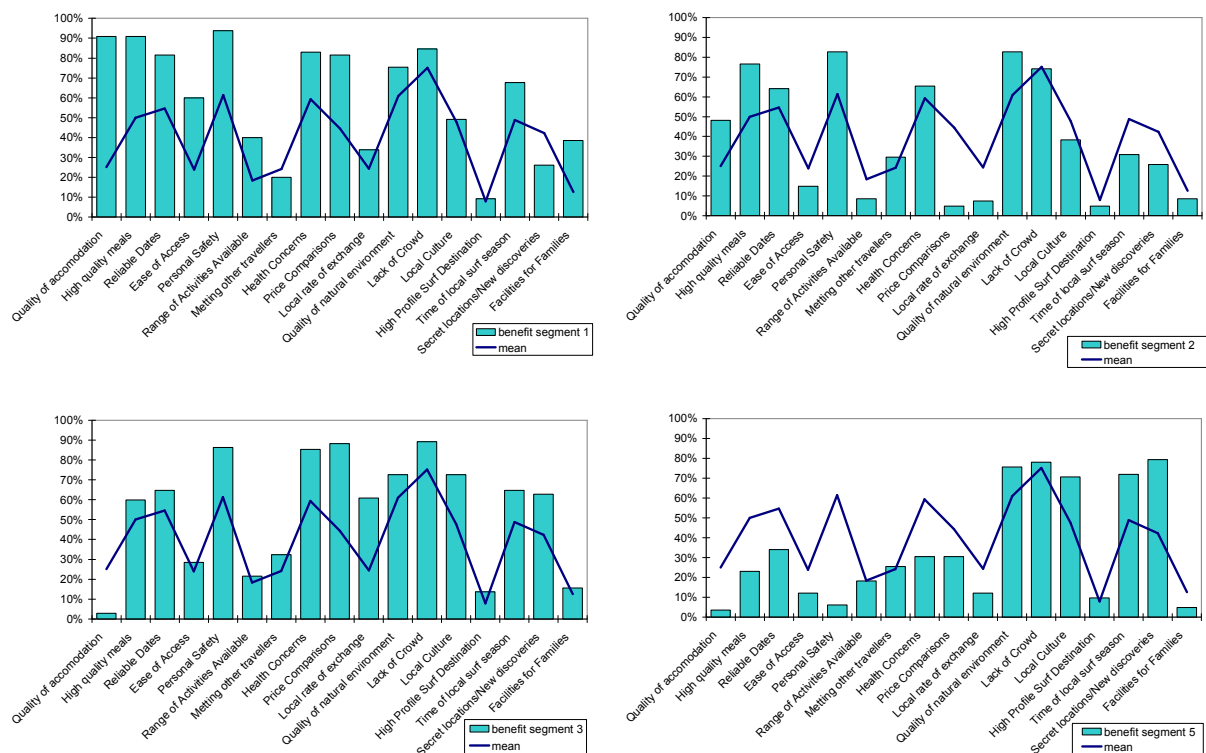 100%
90%
80%
70%
60%
50%
40%
30%
20%
10%
0%
Quality of accomodation
High quality meals
Reliable Dates
Ease of Access
Personal Safety
Range of Activities Available
Metting other travellers
Health Concerns
Price Comparisons
Local rate of exchange
Quality of natural environment
Lack of Crowd
Local Culture
High Profile Surf Destination
Time of local surf season
Secret locations/New discoveries
Facilities for Families
benefit segment 1
mean
100%
90%
80%
70%
60%
50%
40%
30%
20%
10%
0%
Quality of accomodation
High quality meals
Reliable Dates
Ease of Access
Personal Safety
Range of Activities Available
Metting other travellers
Health Concerns
Price Comparisons
Local rate of exchange
Quality of natural environment
Lack of Crowd
Local Culture
High Profile Surf Destination
Time of local surf season
Secret locations/New discoveries
Facilities for Families
benefit segment 2
mean
100%
90%
80%
70%
60%
50%
40%
30%
20%
10%
0%
Quality of accomodation
High quality meals
Reliable Dates
Ease of Access
Personal Safety
Range of Activities Available
Metting other travellers
Health Concerns
Price Comparisons
Local rate of exchange
Quality of natural environment
Lack of Crowd
Local Culture
High Profile Surf Destination
Time of local surf season
Secret locations/New discoveries
Facilities for Families
benefit segment 3
mean
100%
90%
80%
70%
60%
50%
40%
30%
20%
10%
0%
Quality of accomodation
High quality meals
Reliable Dates
Ease of Access
Personal Safety
Range of Activities Available
Metting other travellers
Health Concerns
Price Comparisons
Local rate of exchange
Quality of natural environment
Lack of Crowd
Local Culture
High Profile Surf Destination
Time of local surf season
Secret locations/New discoveries
Facilities for Families
benefit segment 5
mean